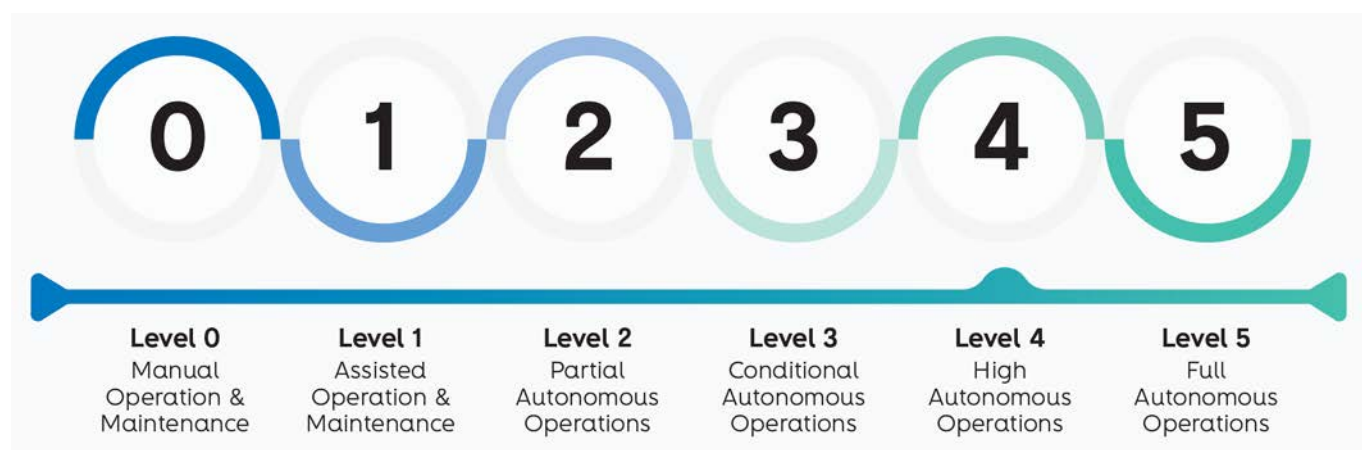 0 1 2 3 4 5
Level 0
Manual
Operation &
Maintenance
Level 1
Assisted
Operation &
Maintenance
Level 2
Partial
Autonomous
Operations
Level 3
Conditional
Autonomous
Operations
Level 4
High
Autonomous
Operations
Level 5
Full
Autonomous
Operations